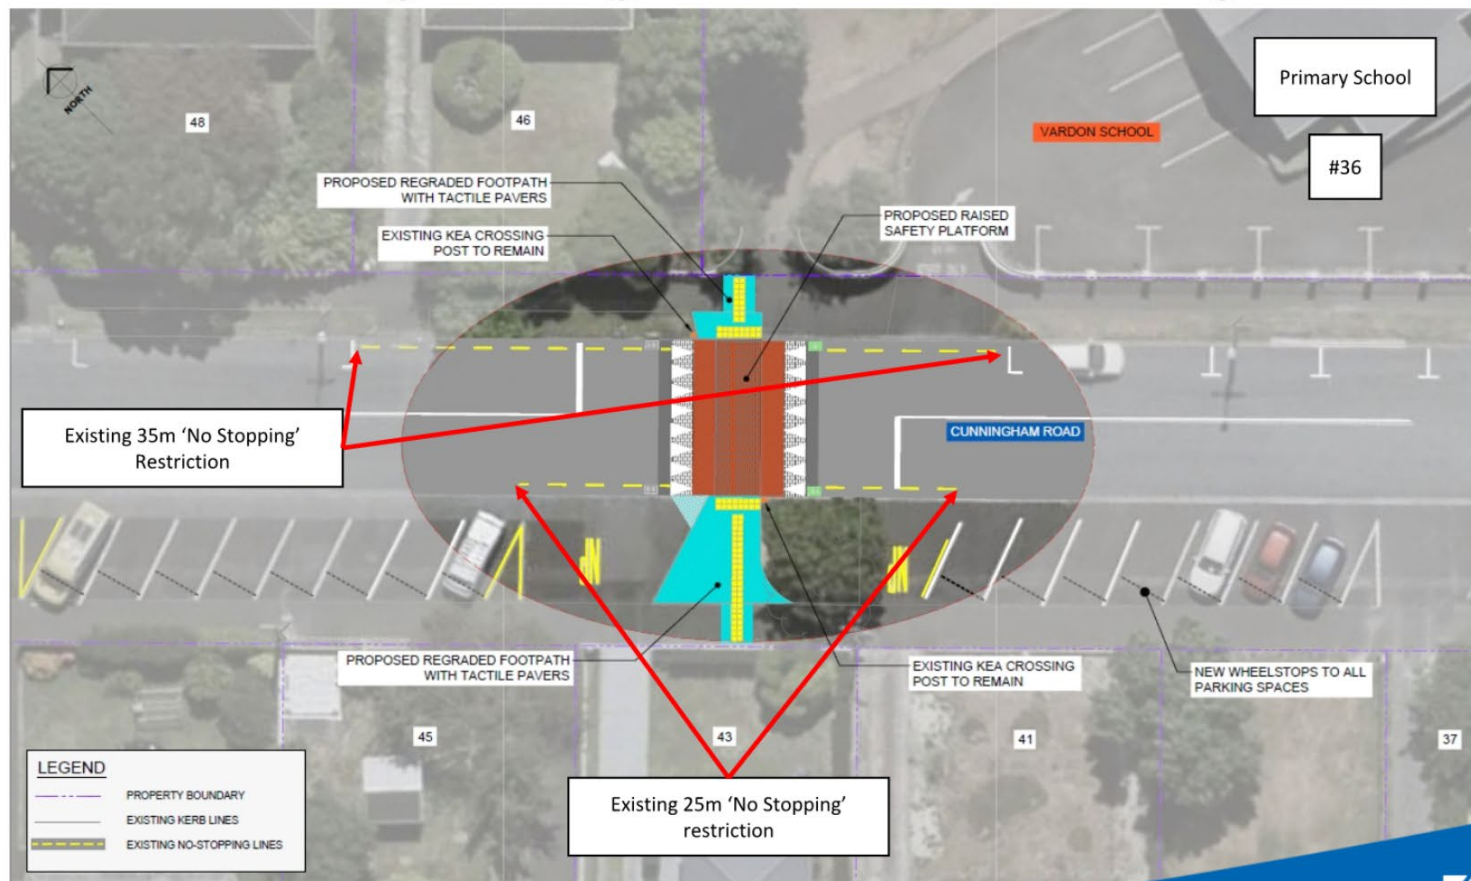 Primary School
NORTH
48
46
VARDON SCHOOL
#36
PROPOSED REGRADED FOOTPATH
WITH TACTILE PAVERS
PROPOSED RAISED
SAFETY PLATFORM
EXISTING KEA CROSSING
POST TO REMAIN
Existing 35m ‘No Stopping’
Restriction
CUNNINGHAM ROAD
PROPOSED REGRADED FOOTPATH
WITH TACTILE PAVERS
EXISTING KEA CROSSING
POST TO REMAIN
NEW WHEELSTOPS TO ALL
PARKING SPACES
45
43
41
37
LEGEND
PROPERTY BOUNDARY
EXISTING KERB LINES
EXISTING NO-STOPPING LINES
Existing 25m ‘No Stopping’
restriction